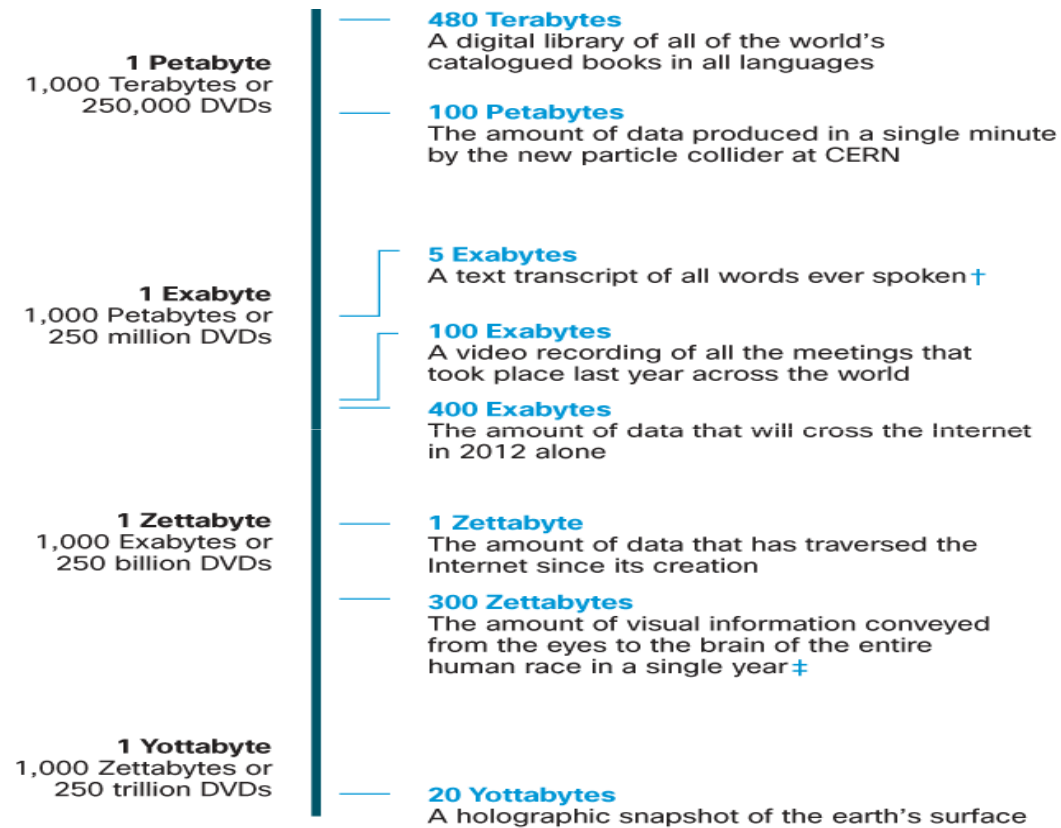 480 Terabytes
A digital library of all of the world's
catalogued books in all languages
1 Petabyte
1,000 Terabytes or
250,000 DVDs
100 Petabytes
The amount of data produced in a single minute
by the new particle collider at CERN
5 Exabytes
A text transcript of all words ever spoken†
1 Exabyte
1,000 Petabytes or
250 million DVDs
100 Exabytes
A video recording of all the meetings that
took place last year across the world
400 Exabytes
The amount of data that will cross the Internet
in 2012 alone
1 Zettabyte
1,000 Exabytes or
250 billion DVDs
1 Zettabyte
The amount of data that has traversed the
Internet since its creation
300 Zettabytes
The amount of visual information conveyed
from the eyes to the brain of the entire
human race in a single year‡
1 Yottabyte
1,000 Zettabytes or
250 trillion DVDs
20 Yottabytes
A holographic snapshot of the earth's surface